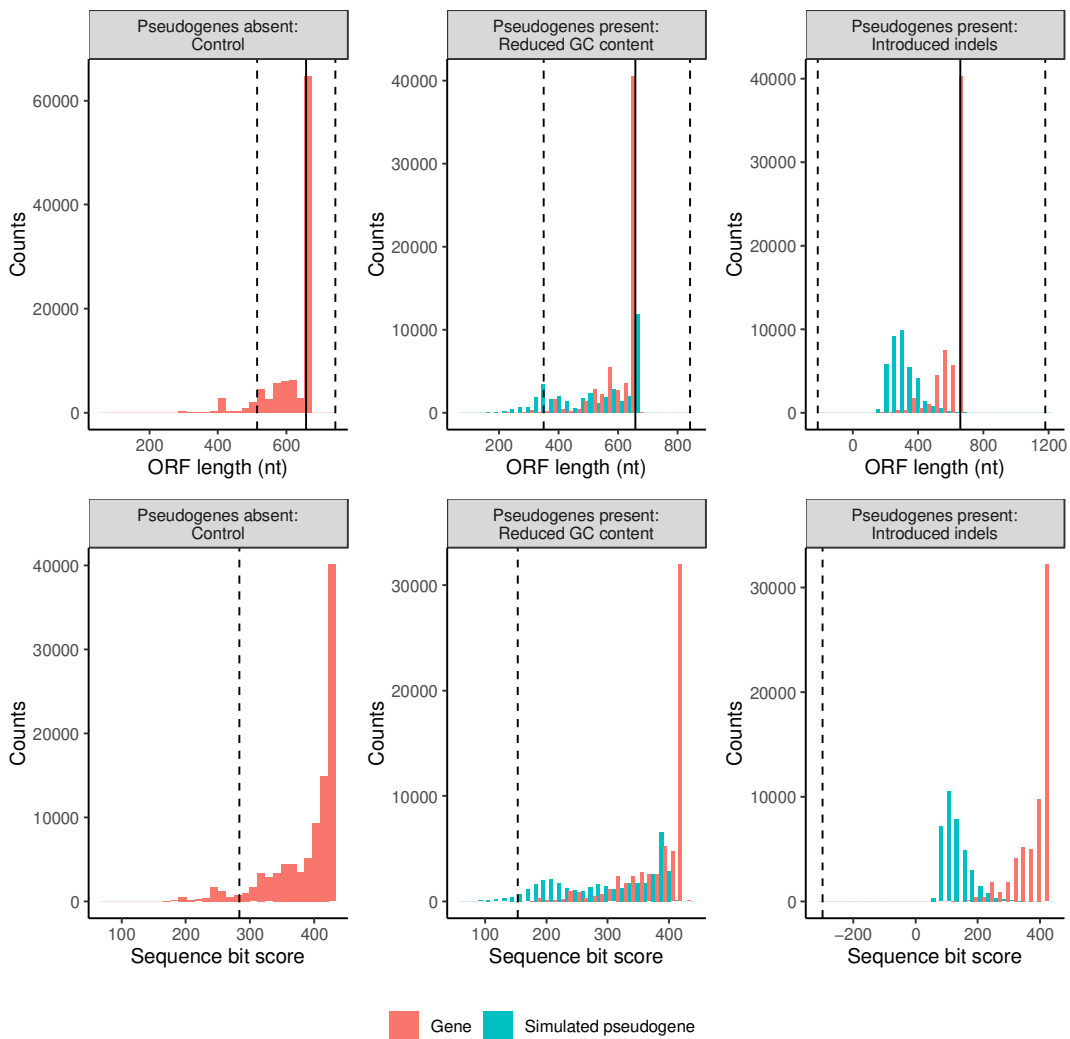 Pseudogenes absent:
Control
Pseudogenes present:
Reduced GC content
Pseudogenes present:
Introduced indels
Counts
60000
40000
20000
0
200
400
600
ORF length (nt)
Counts
40000
30000
20000
10000
0
200
400
600
800
ORF length (nt)
Counts
40000
30000
20000
10000
0
0
400
800
1200
ORF length (nt)
Pseudogenes absent:
Control
Pseudogenes present:
Reduced GC content
Pseudogenes present:
Introduced indels
Counts
40000
30000
20000
10000
0
100
200
300
400
Sequence bit score
Counts
30000
20000
10000
0
100
200
300
400
Sequence bit score
Counts
30000
20000
10000
0
−200
0
200
400
Sequence bit score
Gene
Simulated pseudogene